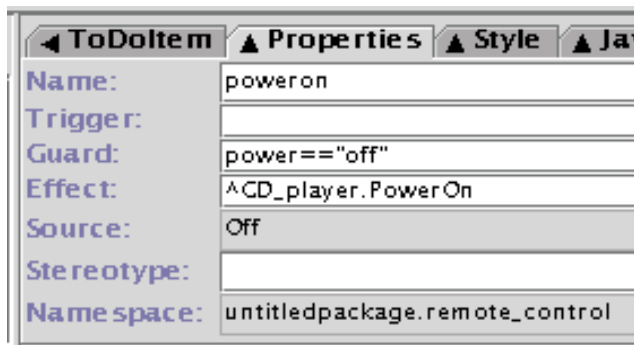 ToDoItem Properties Style
Name: poweron
Trigger:
Guard: power=="off"
Effect: ^CD_player.PowerOn
Source: Off
Stereotype:
Namespace: untitledpackage.remote_control